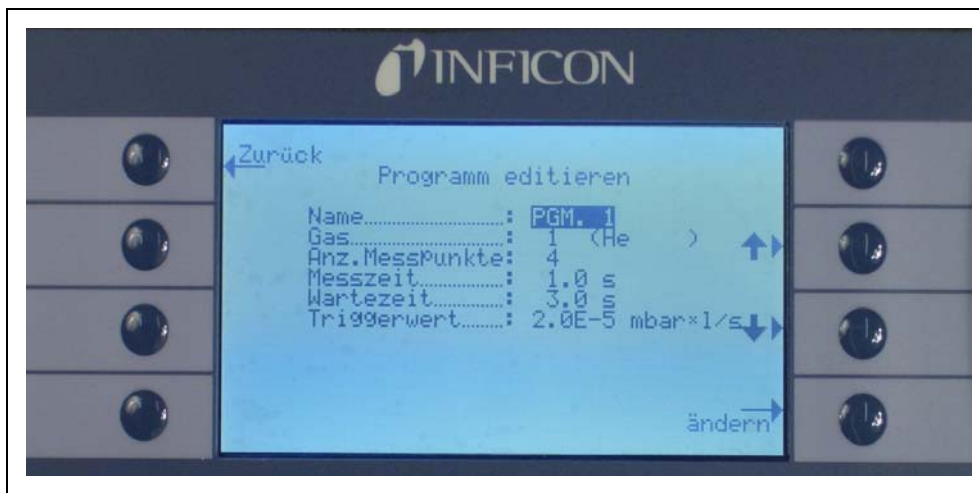 INFICON
Zurück
Programm editieren
Name..............: PGM. 1
Gas...............: 1 (He )
Anz.Messpunkte: 4
Messzeit..........: 1.0 s
Wartezeit.........: 3.0 s
Triggerwert.......: 2.0E-5 mbar×l/s
ändern